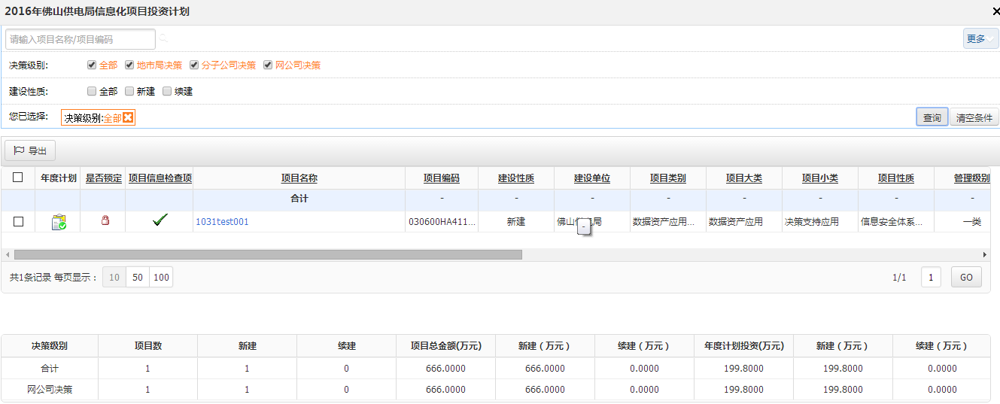 2016年佛山供电局信息化项目投资计划
请输入项目名称/项目编码 更多
决策级别: 全部 地市局决策 分子公司决策 网公司决策
建设性质: 全部 新建 续建
您已选择: 决策级别:全部 查询 清空条件
导出
年度计划 是否锁定 项目信息检查项 项目名称 项目编码 建设性质 建设单位 项目类别 项目大类 项目小类 项目性质 管理级别
合计 - - - - - - - -
1031test001 030600HA411... 新建 佛山供电局 数据资产应用... 数据资产应用 决策支持应用 信息安全体系... 一类
-
共1条记录 每页显示： 10 50 100 1/1 1 GO
决策级别 项目数 新建 续建 项目总金额(万元) 新建（万元） 续建（万元） 年度计划投资(万元) 新建（万元） 续建（万元）
合计 1 1 0 666.0000 666.0000 0.0000 199.8000 199.8000 0.0000
网公司决策 1 1 0 666.0000 666.0000 0.0000 199.8000 199.8000 0.0000